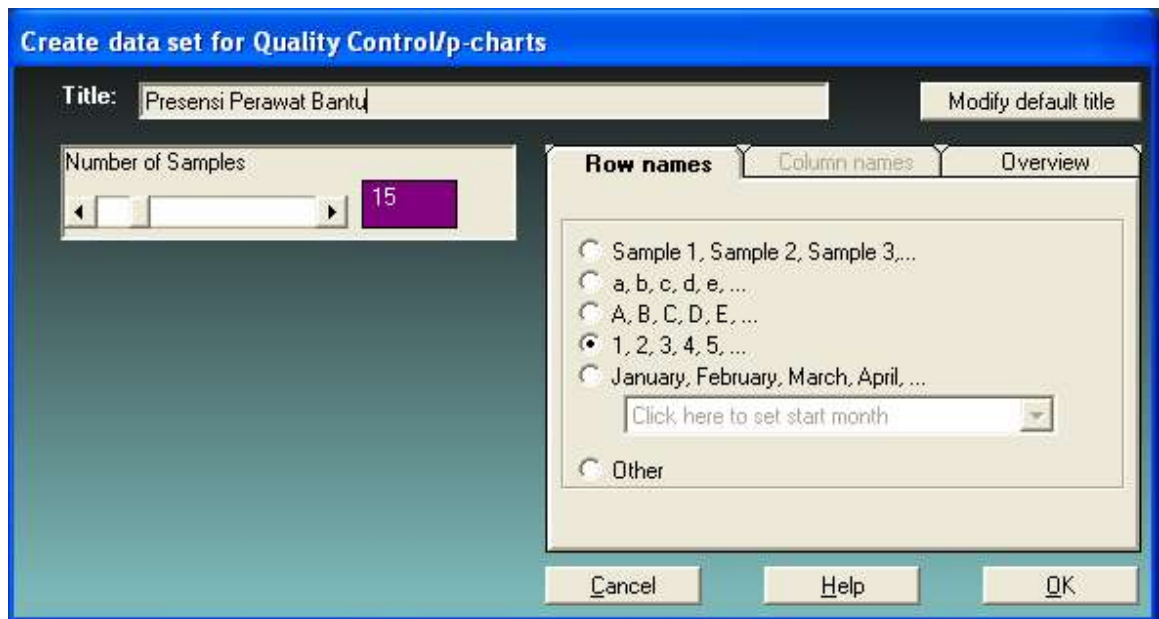 Create data set for Quality Control/p-charts
Title: Presensi Perawat Bantu Modify default title
Number of Samples
15
Row names Column names Overview
Sample 1, Sample 2, Sample 3,...
a, b, c, d, e, ...
A, B, C, D, E, ...
1, 2, 3, 4, 5, ...
January, February, March, April, ...
Click here to set start month
Other
Cancel Help OK